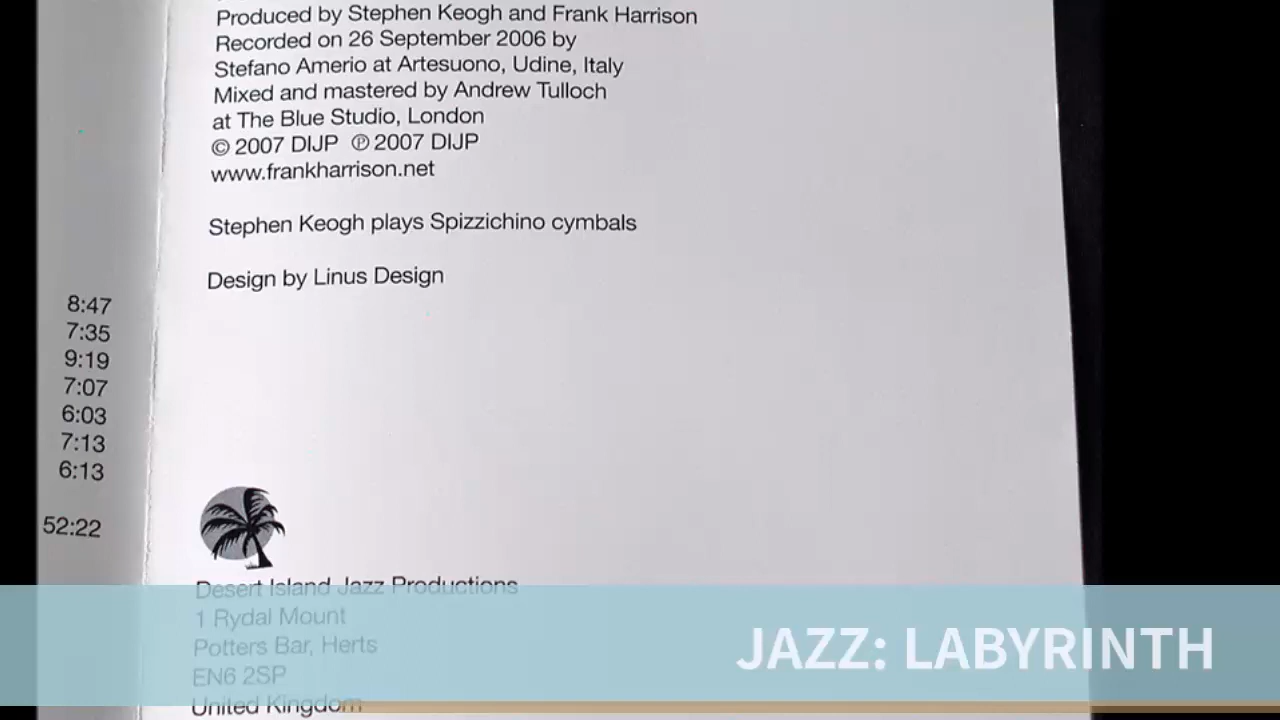 Produced by Stephen Keogh and Frank Harrison
Recorded on 26 September 2006 by
Stefano Amerio at Artesuono, Udine, Italy
Mixed and mastered by Andrew Tulloch
at The Blue Studio, London
© 2007 DIJP ℗ 2007 DIJP
www.frankharrison.net
Stephen Keogh plays Spizzichino cymbals
Design by Linus Design
8:47
7:35
9:19
7:07
6:03
7:13
6:13
52:22
Desert Island Jazz Productions
1 Rydal Mount
Potters Bar, Herts
EN6 2SP
United Kingdom
JAZZ: LABYRINTH